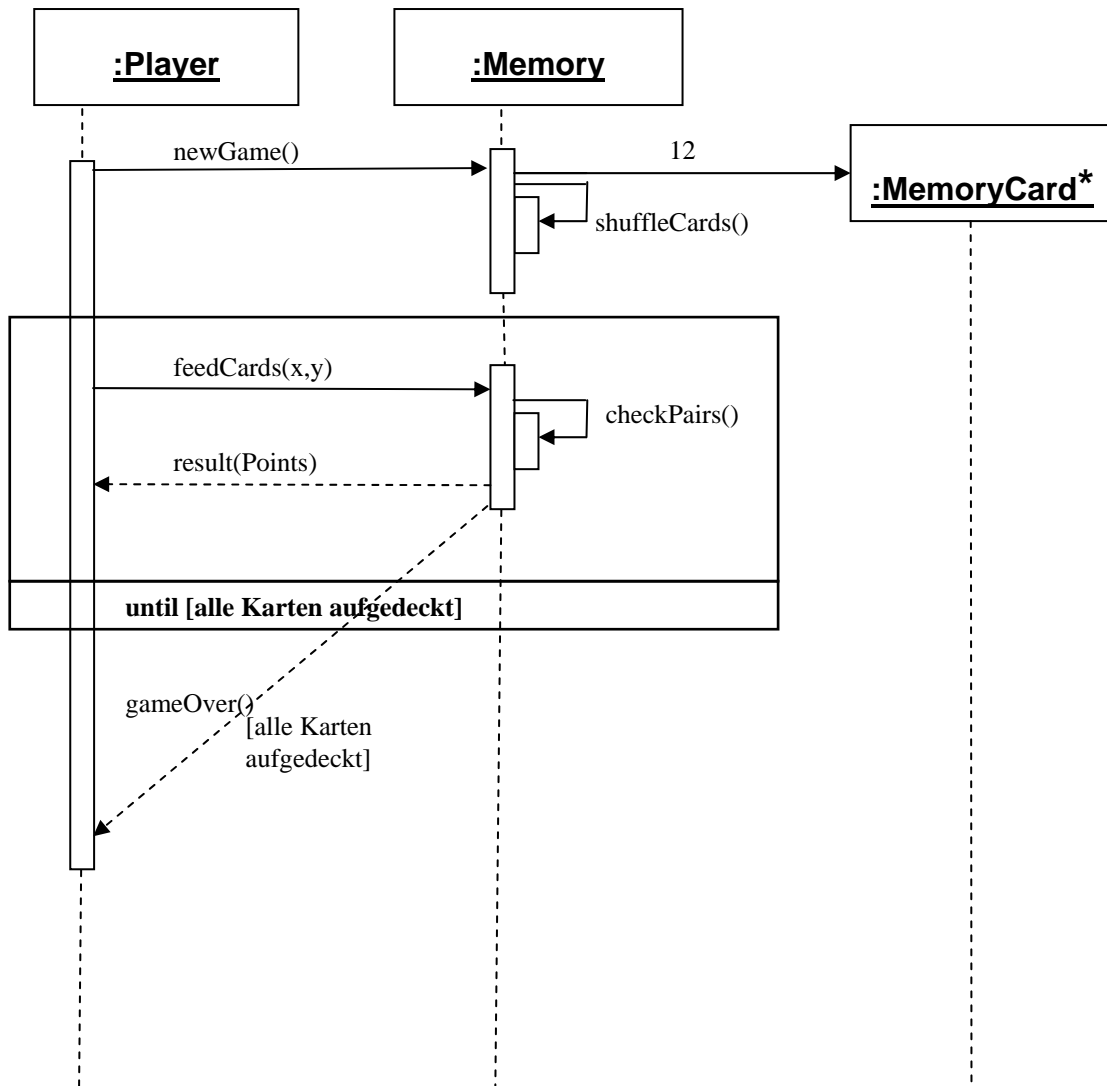 :Player
:Memory
:MemoryCard*
newGame()
12
shuffleCards()
feedCards(x,y)
checkPairs()
result(Points)
until [alle Karten aufgedeckt]
gameOver()
[alle Karten
aufgedeckt]